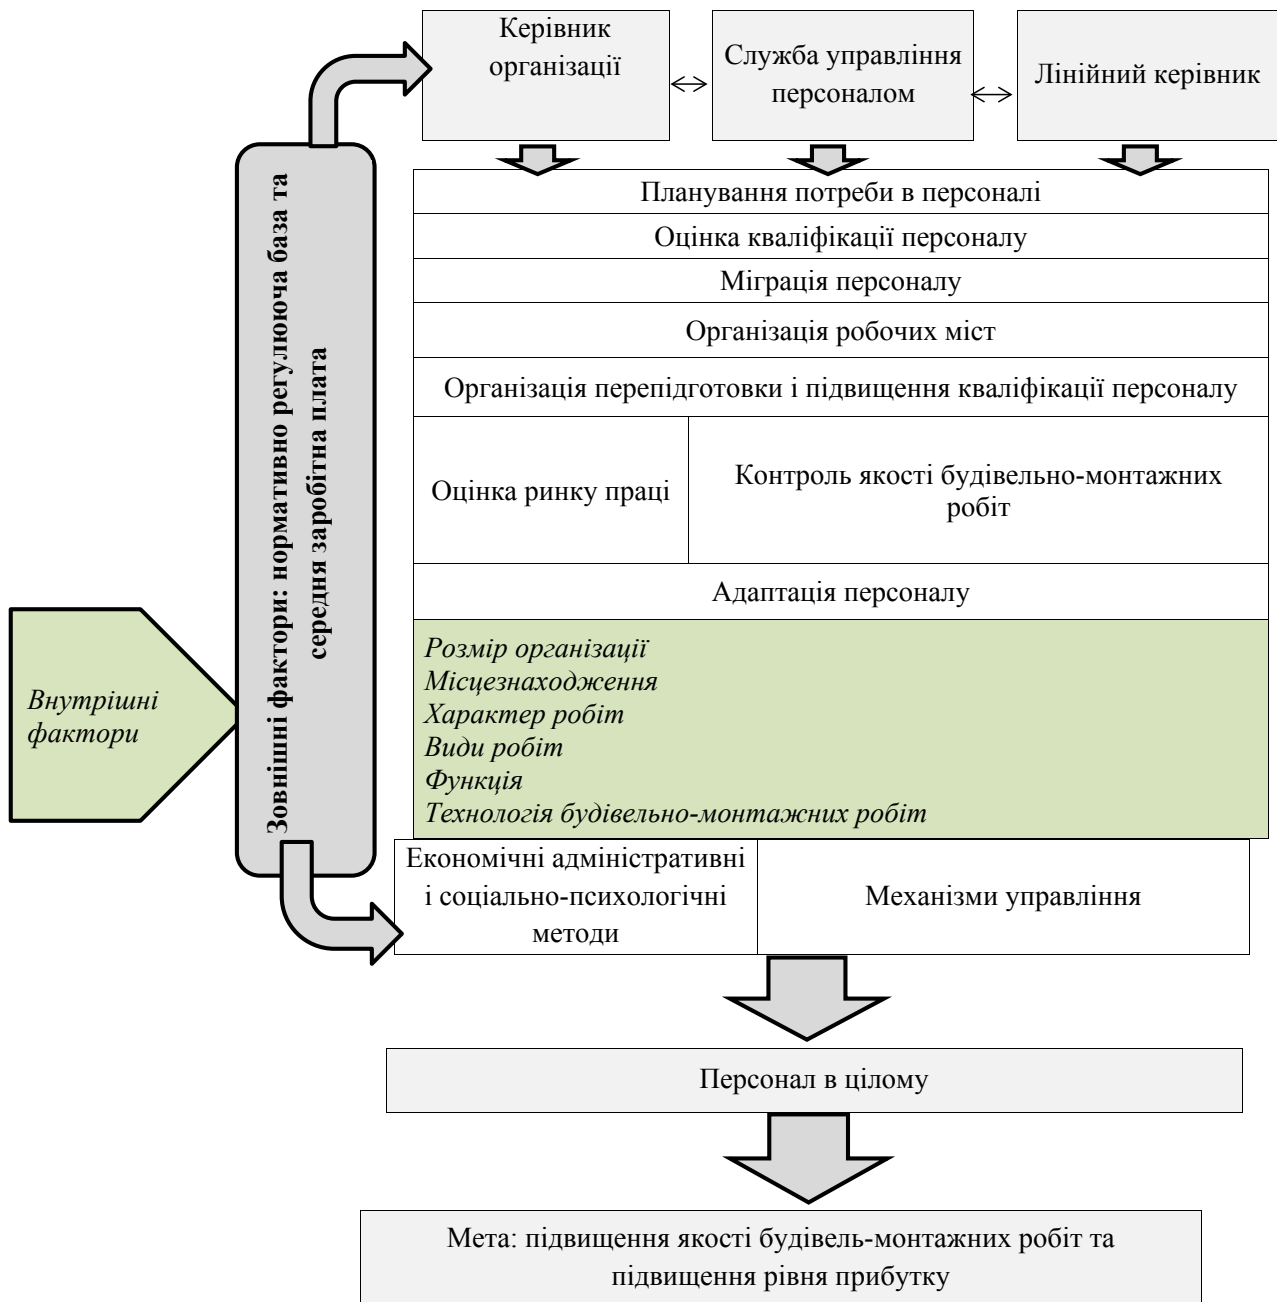 Керівник
організації
Служба управління
персоналом
Лінійний керівник
Зовнішні фактори: нормативно регулююча база та
середня заробітна плата
Планування потреби в персоналі
Оцінка кваліфікації персоналу
Міграція персоналу
Організація робочих міст
Організація перепідготовки і підвищення кваліфікації персоналу
Оцінка ринку праці
Контроль якості будівельно-монтажних
робіт
Адаптація персоналу
Внутрішні
фактори
Розмір організації
Місцезнаходження
Характер робіт
Види робіт
Функція
Технологія будівельно-монтажних робіт
Економічні адміністративні
і соціально-психологічні
методи
Механізми управління
Персонал в цілому
Мета: підвищення якості будівель-монтажних робіт та
підвищення рівня прибутку